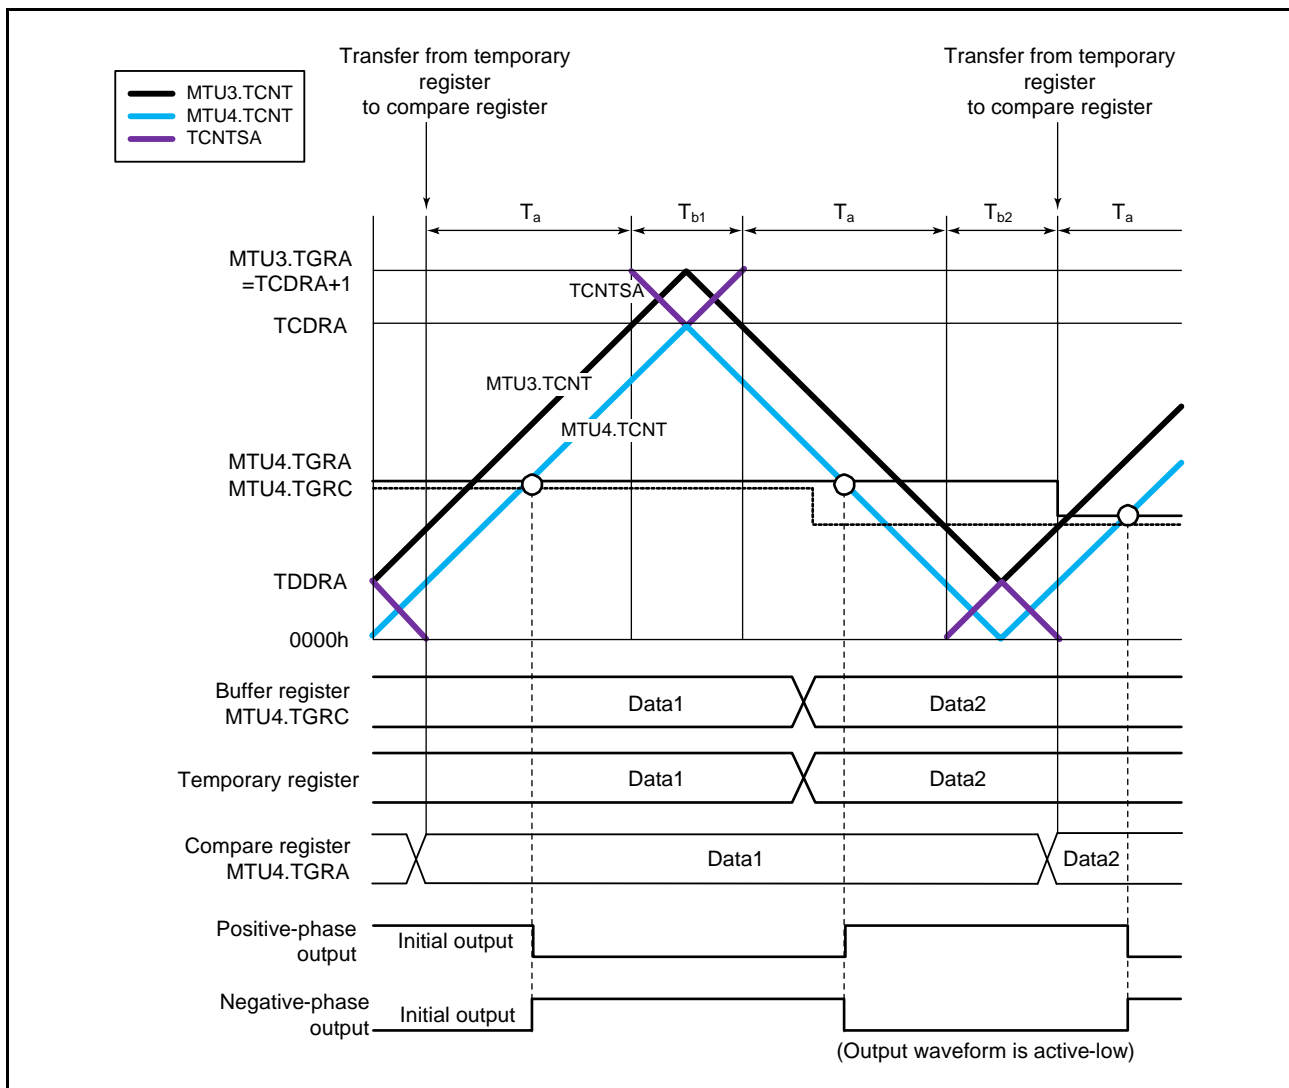 Transfer from temporary
register
to compare register
Transfer from temporary
register
to compare register
MTU3.TCNT
MTU4.TCNT
TCNTSA
Ta
Tb1
Ta
Tb2
Ta
MTU3.TGRA
=TCDRA+1
TCNTSA
TCDRA
MTU3.TCNT
MTU4.TCNT
MTU4.TGRA
MTU4.TGRC
TDDRA
0000h
Buffer register
MTU4.TGRC
Data1
Data2
Temporary register
Data1
Data2
Compare register
MTU4.TGRA
Data1
Data2
Positive-phase
output
Initial output
Negative-phase
output
Initial output
(Output waveform is active-low)